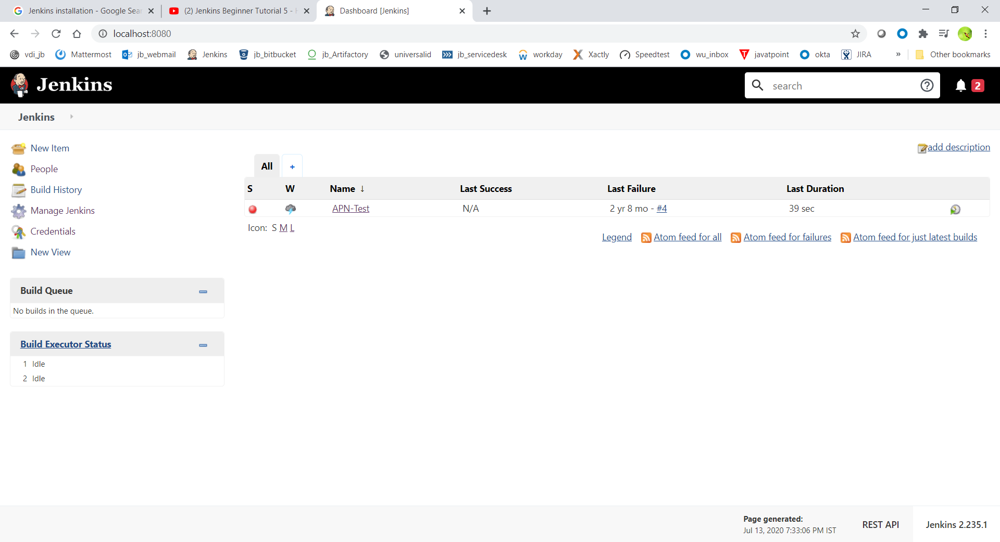 Jenkins installation - Google Sear
(2) Jenkins Beginner Tutorial 5 - H
Dashboard [Jenkins]
localhost:8080
vdi_jb Mattermost jb_webmail Jenkins jb_bitbucket jb_Artifactory universalid jb_servicedesk workday Xactly Speedtest wu_inbox javatpoint okta JIRA » Other bookmarks
Jenkins search 2
Jenkins
New Item
People
Build History
Manage Jenkins
Credentials
New View
Build Queue
No builds in the queue.
Build Executor Status
1 Idle
2 Idle
add description
All +
S W Name ↓ Last Success Last Failure Last Duration
APN-Test N/A 2 yr 8 mo - #4 39 sec
Icon: S M L
Legend Atom feed for all Atom feed for failures Atom feed for just latest builds
Page generated:
Jul 13, 2020 7:33:06 PM IST
REST API
Jenkins 2.235.1